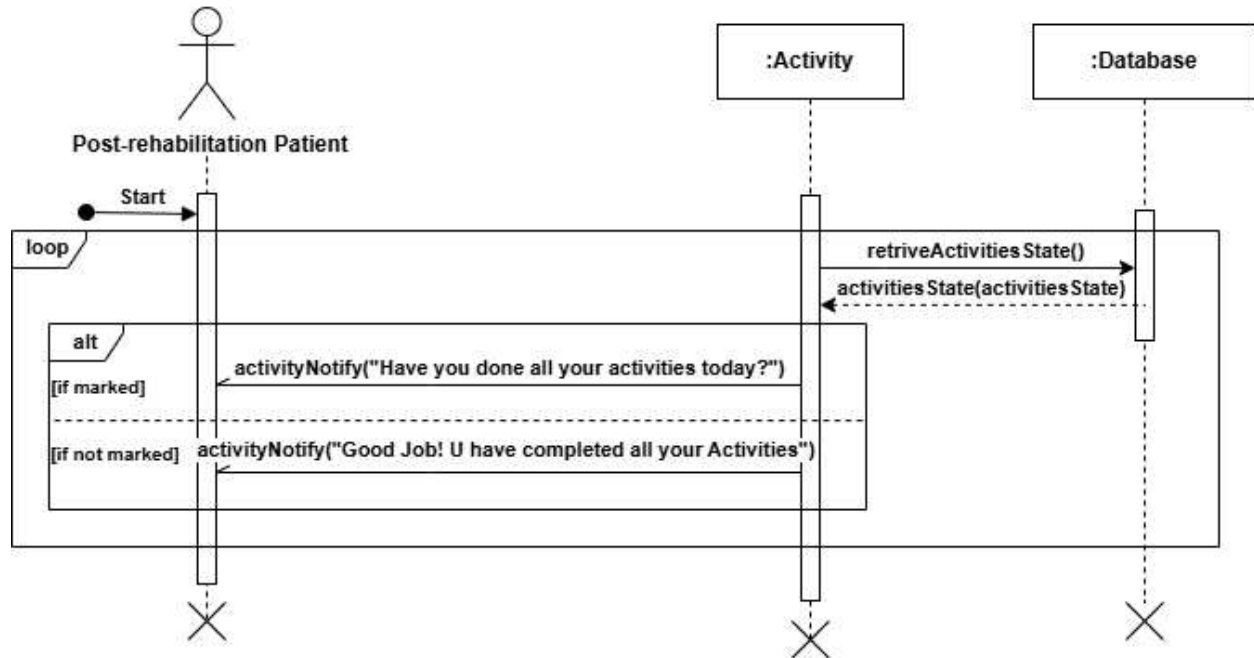 :Activity
:Database
Post-rehabilitation Patient
Start
loop
retriveActivitiesState()
activitiesState(activitiesState)
alt
activityNotify("Have you done all your activities today?")
[if marked]
[if not marked]
activityNotify("Good Job! U have completed all your Activities")